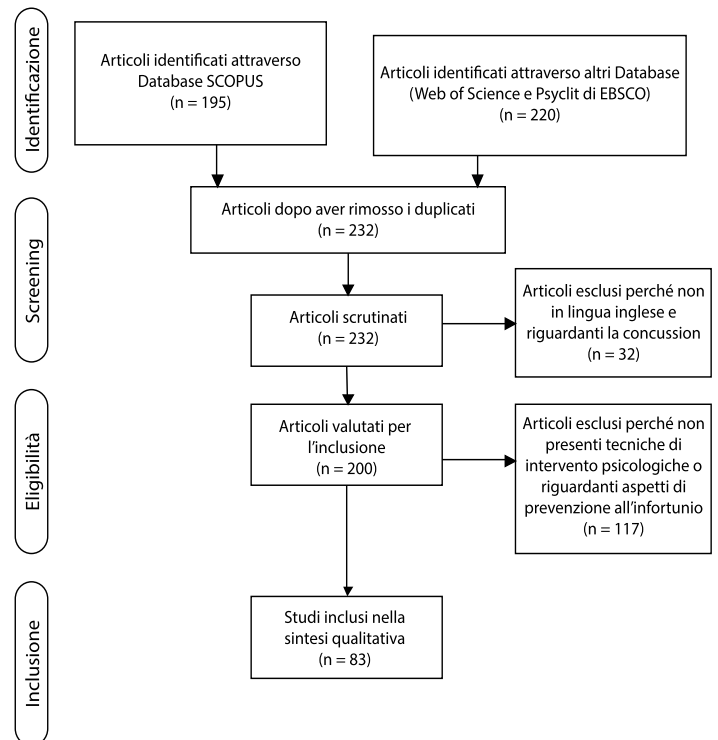 Identificazione
Articoli identificati attraverso
Database SCOPUS
(n = 195)
Articoli identificati attraverso altri Database
(Web of Science e Psyclit di EBSCO)
(n = 220)
Articoli dopo aver rimosso i duplicati
(n = 232)
Screening
Articoli scrutinati
(n = 232)
Articoli esclusi perché non
in lingua inglese e
riguardanti la concussion
(n = 32)
Eligibilità
Articoli valutati per
l'inclusione
(n = 200)
Articoli esclusi perché non
presenti tecniche di
intervento psicologiche o
riguardanti aspetti di
prevenzione all'infortunio
(n = 117)
Inclusione
Studi inclusi nella
sintesi qualitativa
(n = 83)